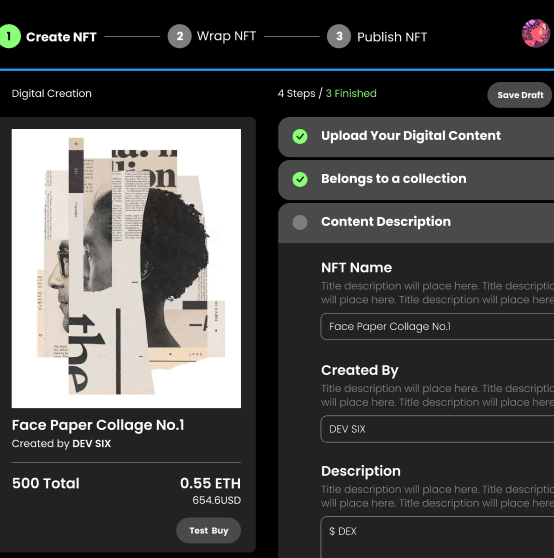 1 Create NFT
2 Wrap NFT
3 Publish NFT
Digital Creation
4 Steps / 3 Finished
Save Draft
lion
the
Face Paper Collage No.1
Created by DEV SIX
500 Total
0.55 ETH
654.6USD
Test Buy
Upload Your Digital Content
Belongs to a collection
Content Description
NFT Name
Title description will place here. Title descriptio
will place here. Title description will place here
Face Paper Collage No.1
Created By
Title description will place here. Title descriptio
will place here. Title description will place here
DEV SIX
Description
Title description will place here. Title descriptio
will place here. Title description will place here
$ DEX